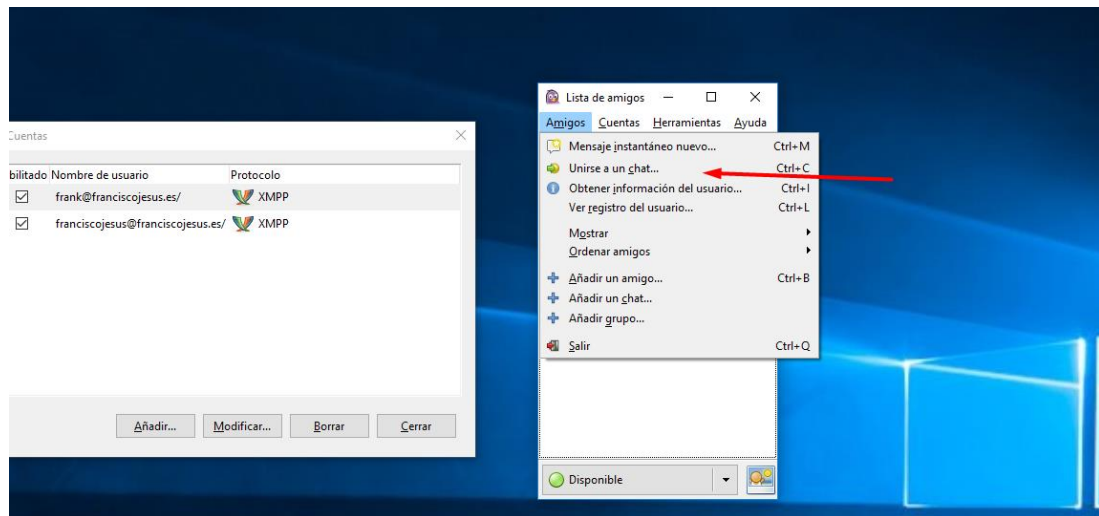 Cuentas
bilitado Nombre de usuario Protocolo
frank@franciscojesus.es/ XMPP
franciscojesus@franciscojesus.es/ XMPP
Añadir... Modificar... Borrar Cerrar
Lista de amigos
Amigos Cuentas Herramientas Ayuda
Mensaje instantáneo nuevo... Ctrl+M
Unirse a un chat... Ctrl+C
Obtener información del usuario... Ctrl+I
Ver registro del usuario... Ctrl+L
Mostrar
Ordenar amigos
Añadir un amigo... Ctrl+B
Añadir un chat...
Añadir grupo...
Salir Ctrl+Q
Disponible